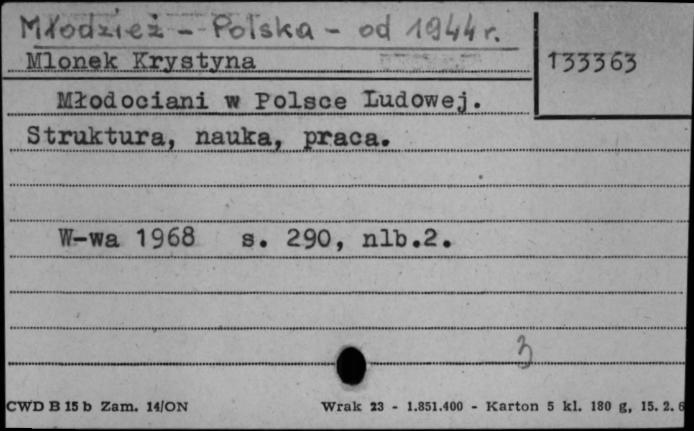 Młodzież - Polska - od 1944 r.
Mlonek Krystyna
133363
Młodociani w Polsce Ludowej.
Struktura, nauka, praca.
W-wa 1968 s. 290, nlb.2.
3
CWD B 15 b Zam. 14/ON
Wrak 23 - 1.851.400 - Karton 5 kl. 180 g, 15. 2. 6